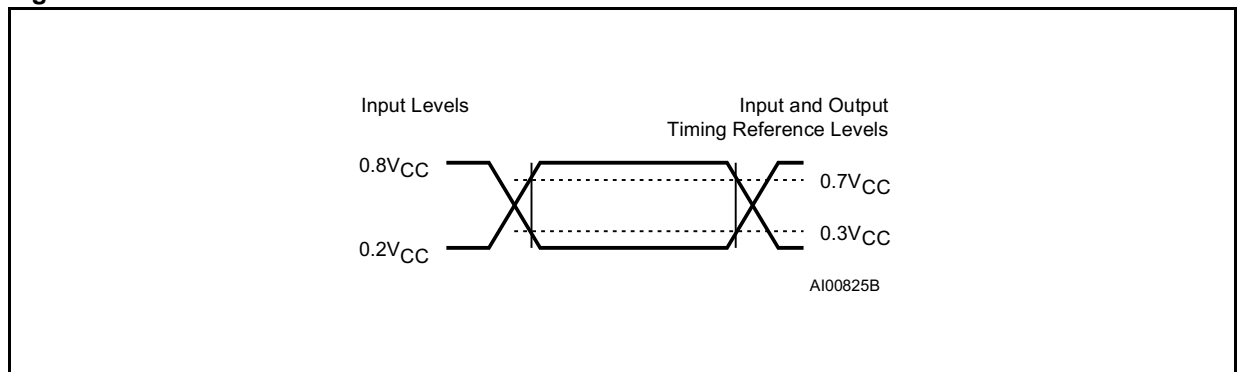 Input Levels
Input and Output
Timing Reference Levels
0.8VCC
0.7VCC
0.3VCC
0.2VCC
AI00825B